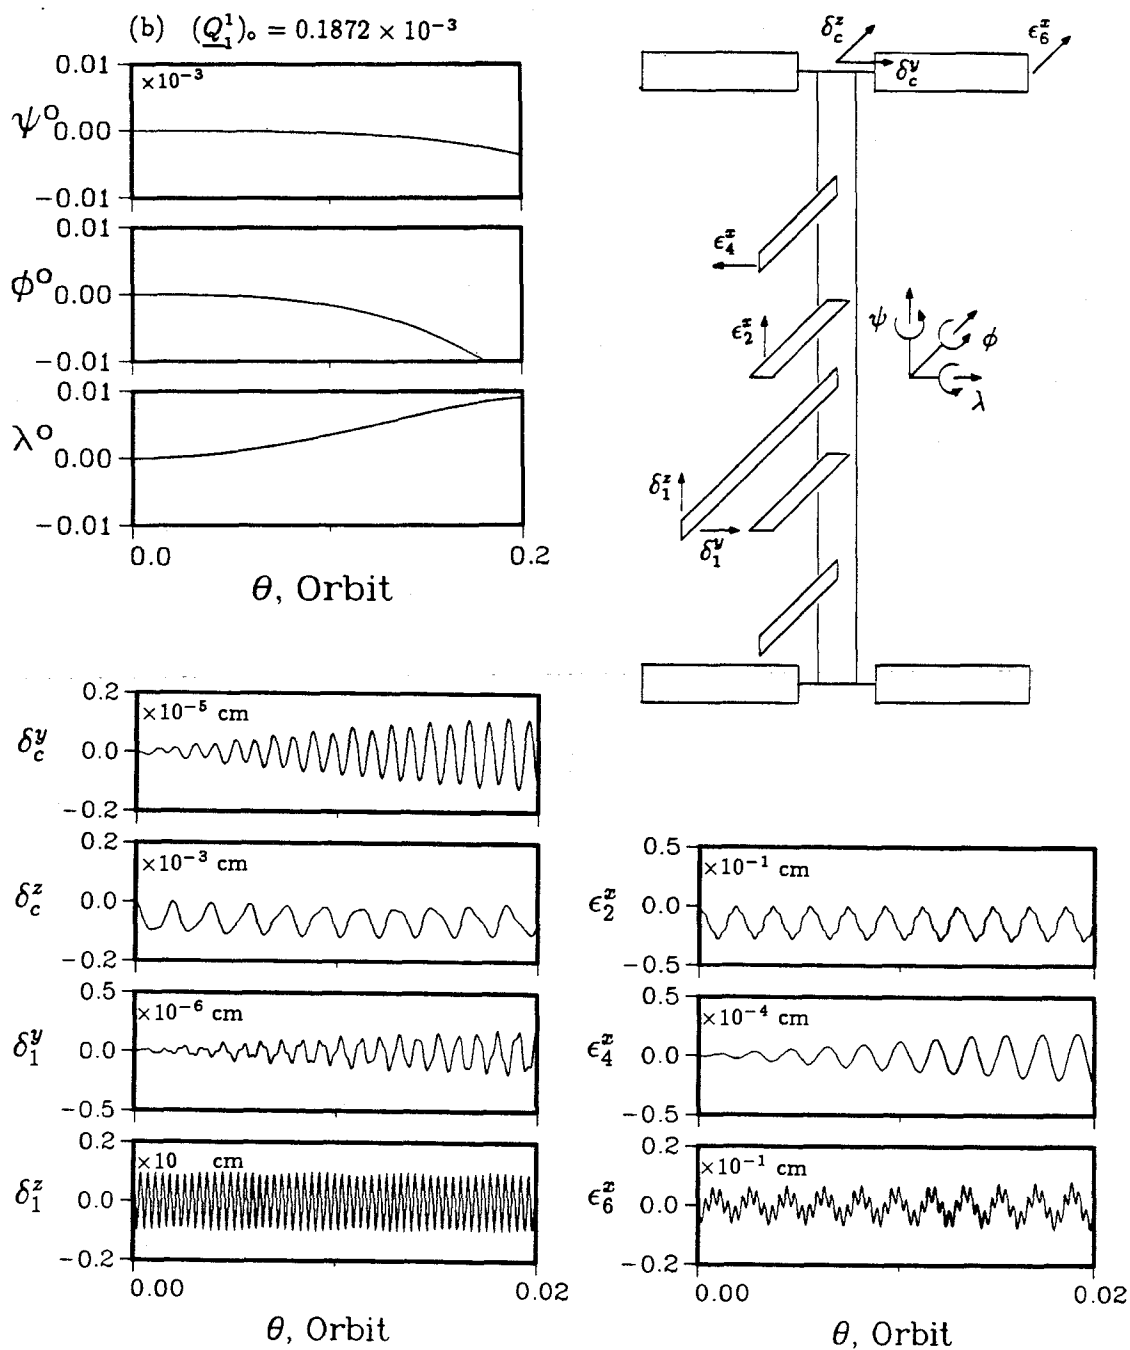 (b) (Q₁¹)ₒ = 0.1872 × 10⁻³
0.01
×10⁻³
ψ° 0.00
−0.01
0.01
ϕ° 0.00
−0.01
0.01
λ° 0.00
−0.01
0.0 0.2
θ, Orbit
δ_c^z
ϵ_6^x
δ_c^y
ϵ_4^x
ϵ_2^x
ψ
ϕ
λ
δ_1^z
δ_1^y
0.2
×10⁻⁵ cm
δ_c^y 0.0
−0.2
0.2
×10⁻³ cm
δ_c^z 0.0
−0.2
0.5
×10⁻⁶ cm
δ_1^y 0.0
−0.5
0.2
×10 cm
δ_1^z 0.0
−0.2
0.00 0.02
θ, Orbit
0.5
×10⁻¹ cm
ϵ_2^x 0.0
−0.5
0.5
×10⁻⁴ cm
ϵ_4^x 0.0
−0.5
0.2
×10⁻¹ cm
ϵ_6^x 0.0
−0.2
0.00 0.02
θ, Orbit